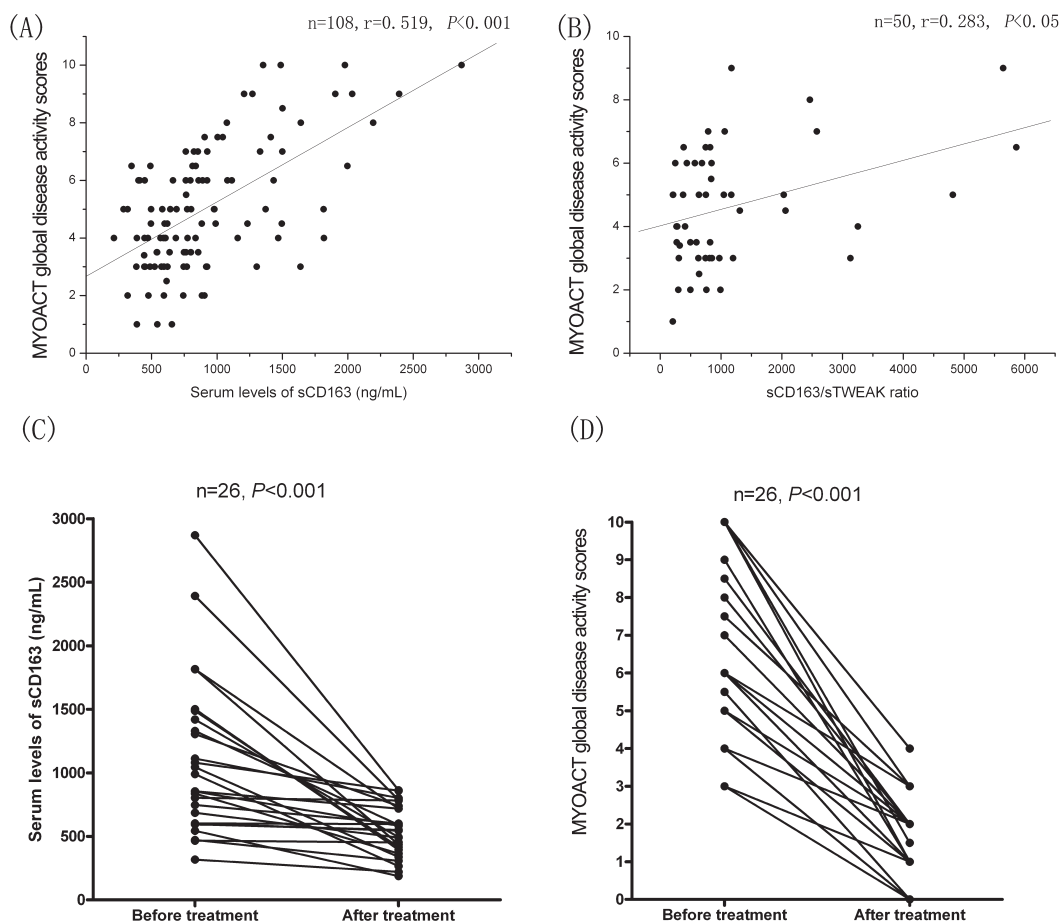 (A)
n=108, r=0.519, P<0.001
MYOACT global disease activity scores
10
8
6
4
2
0
0 500 1000 1500 2000 2500 3000
Serum levels of sCD163 (ng/mL)
(B)
n=50, r=0.283, P<0.05
MYOACT global disease activity scores
10
8
6
4
2
0
0 1000 2000 3000 4000 5000 6000
sCD163/sTWEAK ratio
(C)
n=26, P<0.001
Serum levels of sCD163 (ng/mL)
3000
2500
2000
1500
1000
500
0
Before treatment After treatment
(D)
n=26, P<0.001
MYOACT global disease activity scores
10
9
8
7
6
5
4
3
2
1
0
Before treatment After treatment